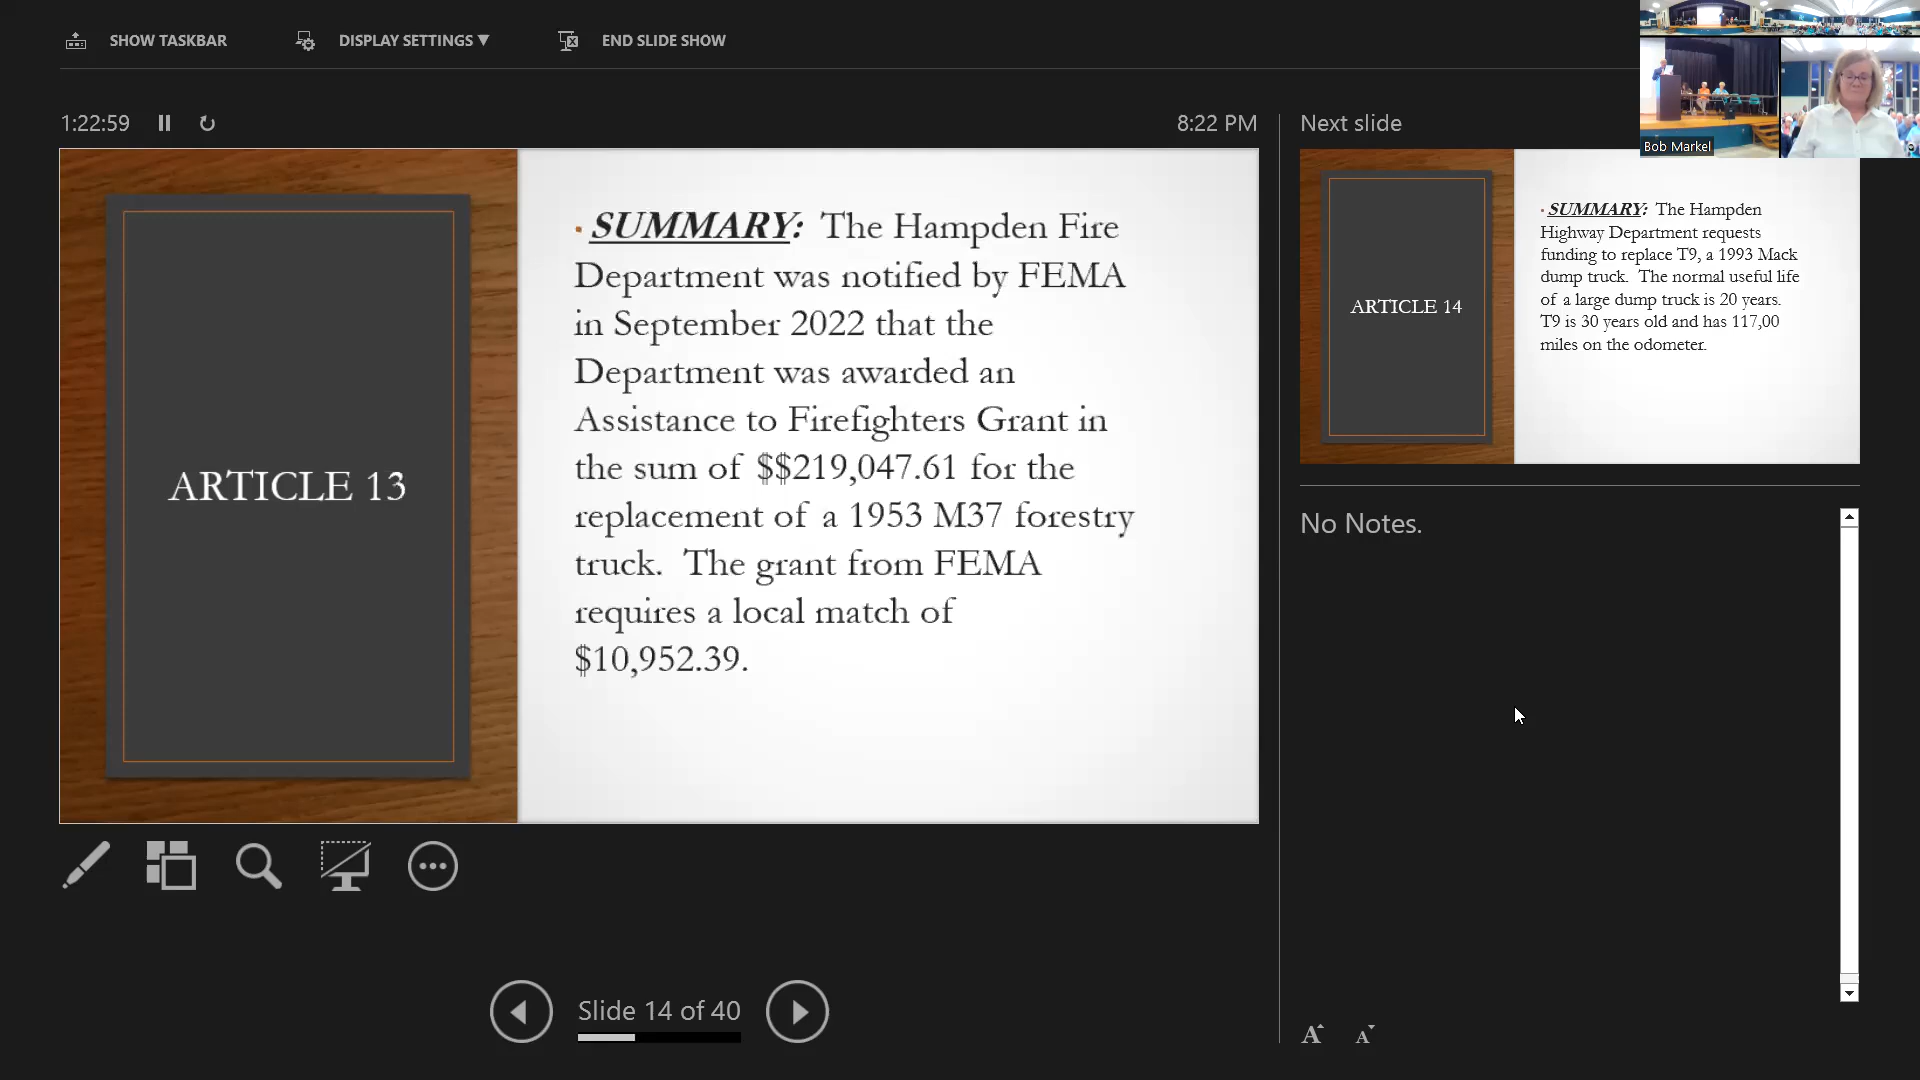 SHOW TASKBAR
DISPLAY SETTINGS ▼
END SLIDE SHOW
1:22:59
8:22 PM
Next slide
Bob Markel
ARTICLE 13
• SUMMARY:  The Hampden Fire
Department was notified by FEMA
in September 2022 that the
Department was awarded an
Assistance to Firefighters Grant in
the sum of $$219,047.61 for the
replacement of a 1953 M37 forestry
truck.  The grant from FEMA
requires a local match of
$10,952.39.
ARTICLE 14
• SUMMARY:  The Hampden
Highway Department requests
funding to replace T9, a 1993 Mack
dump truck.  The normal useful life
of a large dump truck is 20 years.
T9 is 30 years old and has 117,00
miles on the odometer.
No Notes.
Slide 14 of 40
A A